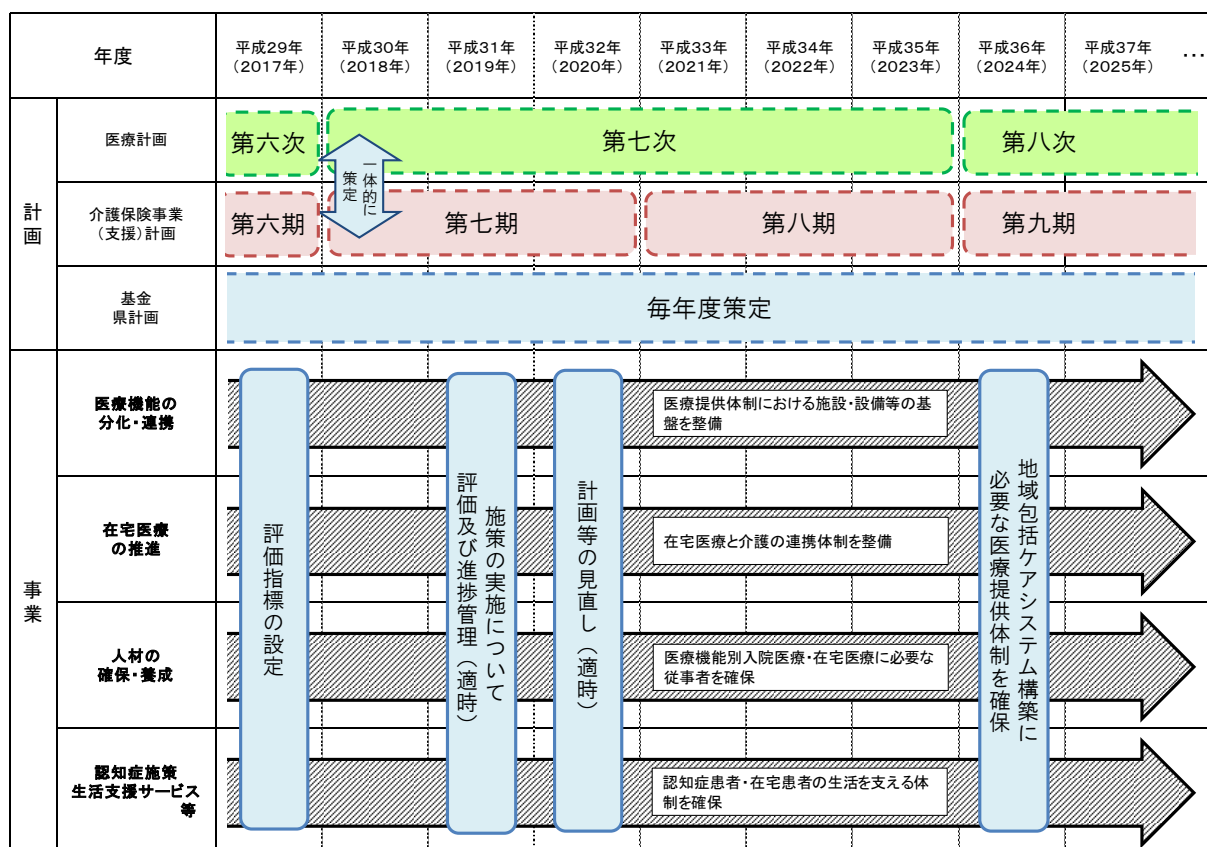 年度
平成29年
（2017年）
平成30年
（2018年）
平成31年
（2019年）
平成32年
（2020年）
平成33年
（2021年）
平成34年
（2022年）
平成35年
（2023年）
平成36年
（2024年）
平成37年
（2025年）
…
計画
医療計画
第六次
第七次
第八次
一体的に
策定
介護保険事業
（支援）計画
第六期
第七期
第八期
第九期
基金
県計画
毎年度策定
事業
医療機能の
分化・連携
医療提供体制における施設・設備等の基
盤を整備
在宅医療
の推進
在宅医療と介護の連携体制を整備
人材の
確保・養成
医療機能別入院医療・在宅医療に必要な
従事者を確保
認知症施策
生活支援サービス
等
認知症患者・在宅患者の生活を支える体
制を確保
評価指標の設定
施策の実施について
評価及び進捗管理（適時）
計画等の見直し（適時）
地域包括ケアシステム構築に
必要な医療提供体制を確保